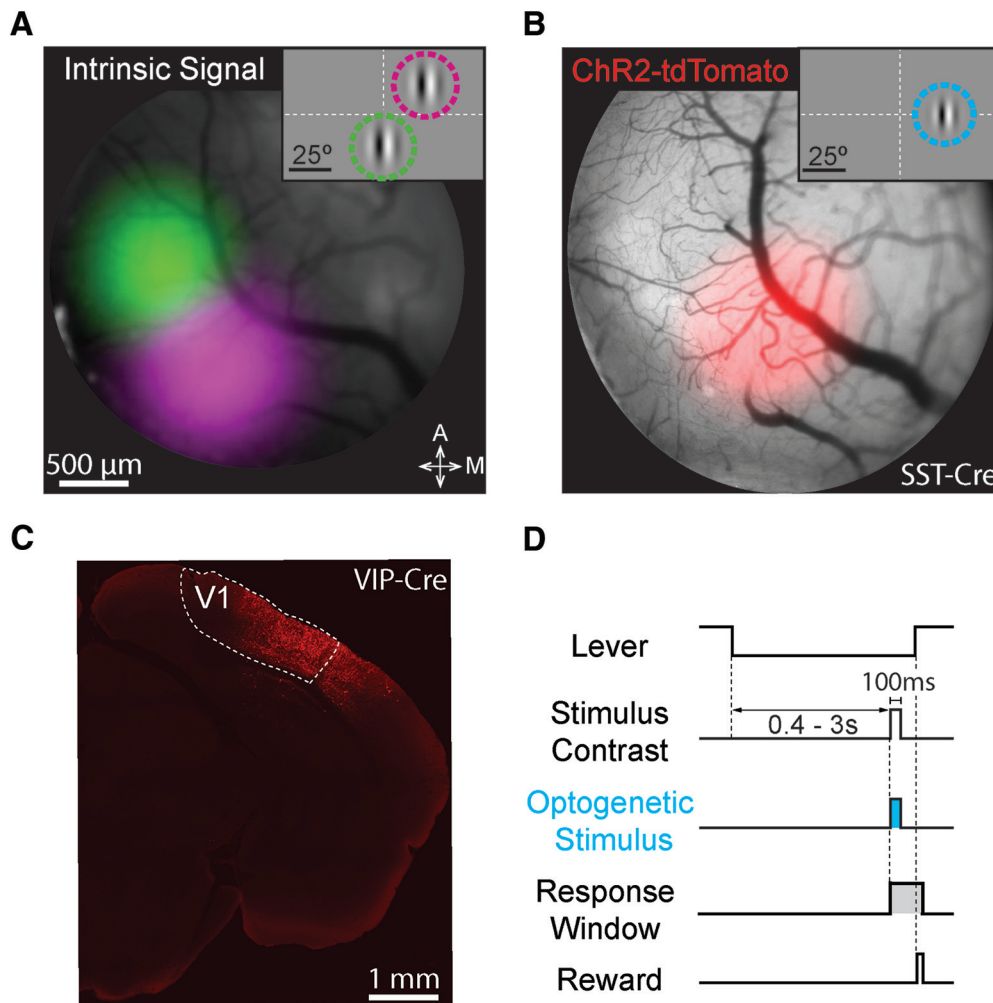 A
Intrinsic Signal
25º
500 µm
A
M
B
ChR2-tdTomato
25º
SST-Cre
C
VIP-Cre
V1
1 mm
D
Lever
100ms
Stimulus
Contrast
0.4 - 3s
Optogenetic
Stimulus
Response
Window
Reward